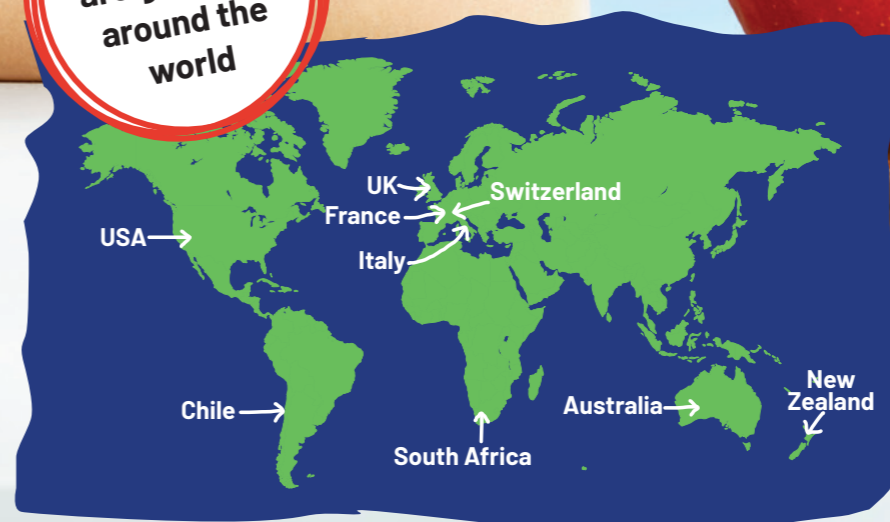 around the
world
UK
Switzerland
France
USA
Italy
New
Zealand
Chile
Australia
South Africa